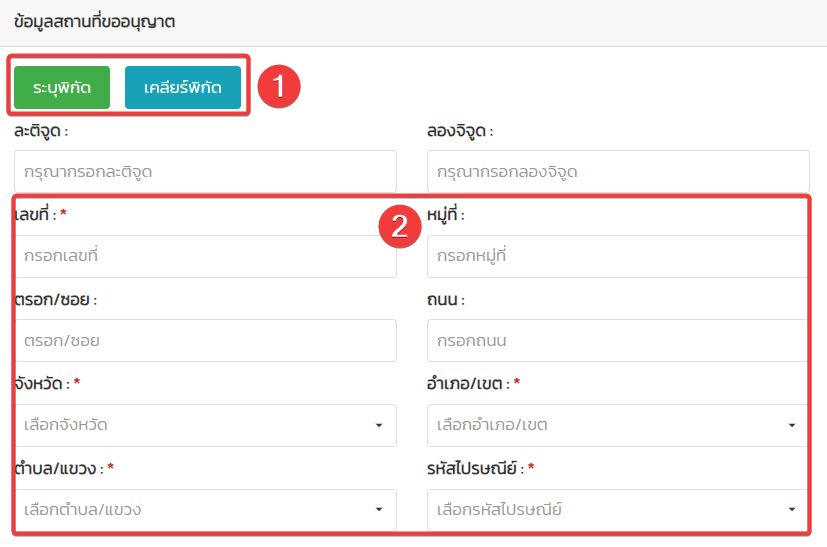 ข้อมูลสถานที่ขออนุญาต
ระบุพิกัด เคลียร์พิกัด 1
ละติจูด : ลองจิจูด :
กรุณากรอกละติจูด กรุณากรอกลองจิจูด
เลขที่ : * 2 หมู่ที่ :
กรอกเลขที่ กรอกหมู่ที่
ตรอก/ซอย : ถนน :
ตรอก/ซอย กรอกถนน
จังหวัด : * อำเภอ/เขต : *
เลือกจังหวัด เลือกอำเภอ/เขต
ตำบล/แขวง : * รหัสไปรษณีย์ : *
เลือกตำบล/แขวง เลือกรหัสไปรษณีย์